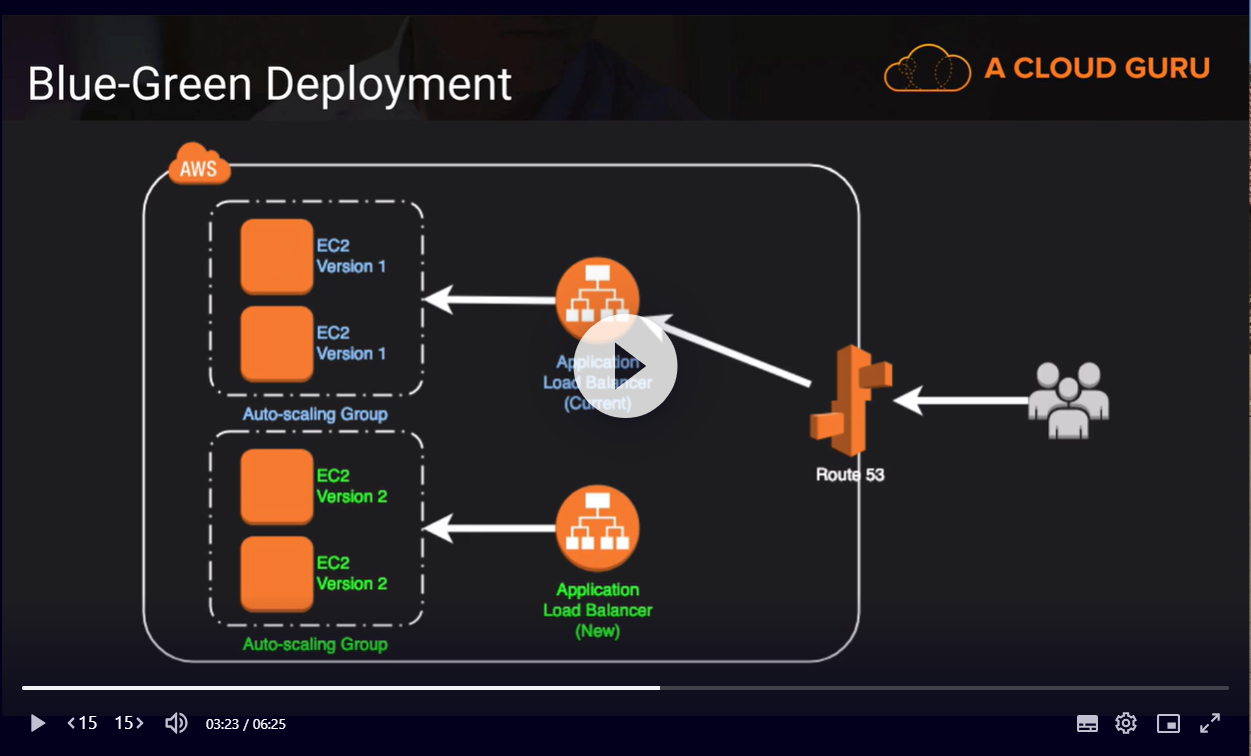 Blue-Green Deployment
A CLOUD GURU
AWS
EC2
Version 1
EC2
Version 1
Auto-scaling Group
Application
Load Balancer
(Current)
Route 53
EC2
Version 2
EC2
Version 2
Auto-scaling Group
Application
Load Balancer
(New)
<15 15>
03:23 / 06:25